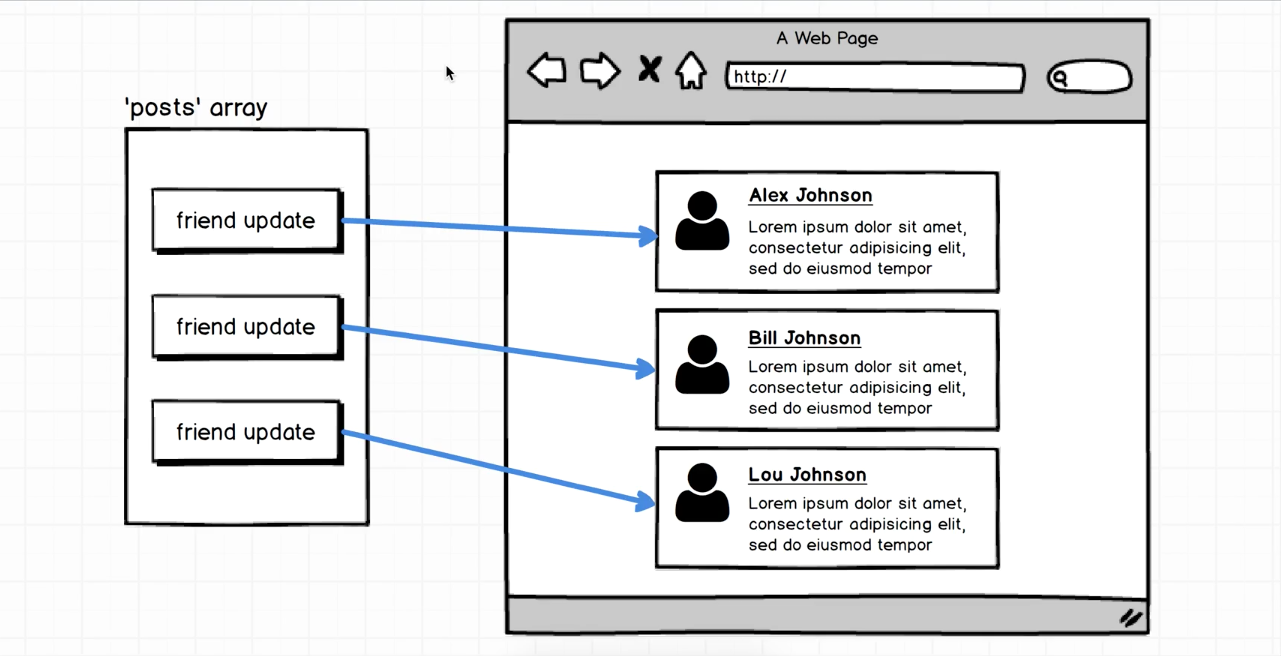 'posts' array
friend update
friend update
friend update
A Web Page
http://
Alex Johnson
Lorem ipsum dolor sit amet,
consectetur adipisicing elit,
sed do eiusmod tempor
Bill Johnson
Lorem ipsum dolor sit amet,
consectetur adipisicing elit,
sed do eiusmod tempor
Lou Johnson
Lorem ipsum dolor sit amet,
consectetur adipisicing elit,
sed do eiusmod tempor